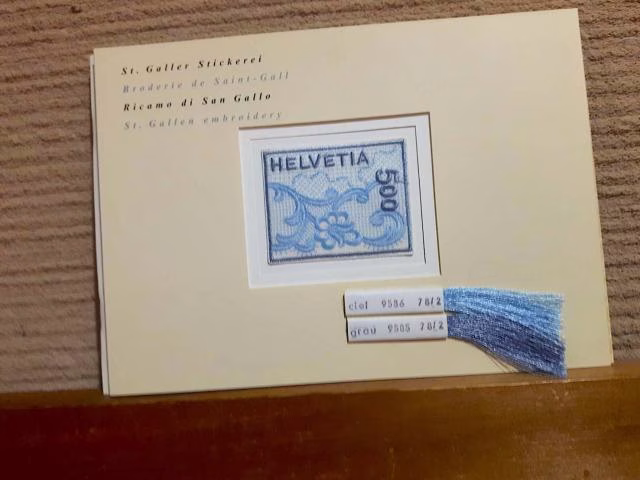 St. Galler Stickerei
Broderie de Saint-Gall
Ricamo di San Gallo
St. Gallen embroidery
HELVETIA
500
ciel 9586 78/2
grau 9585 78/2